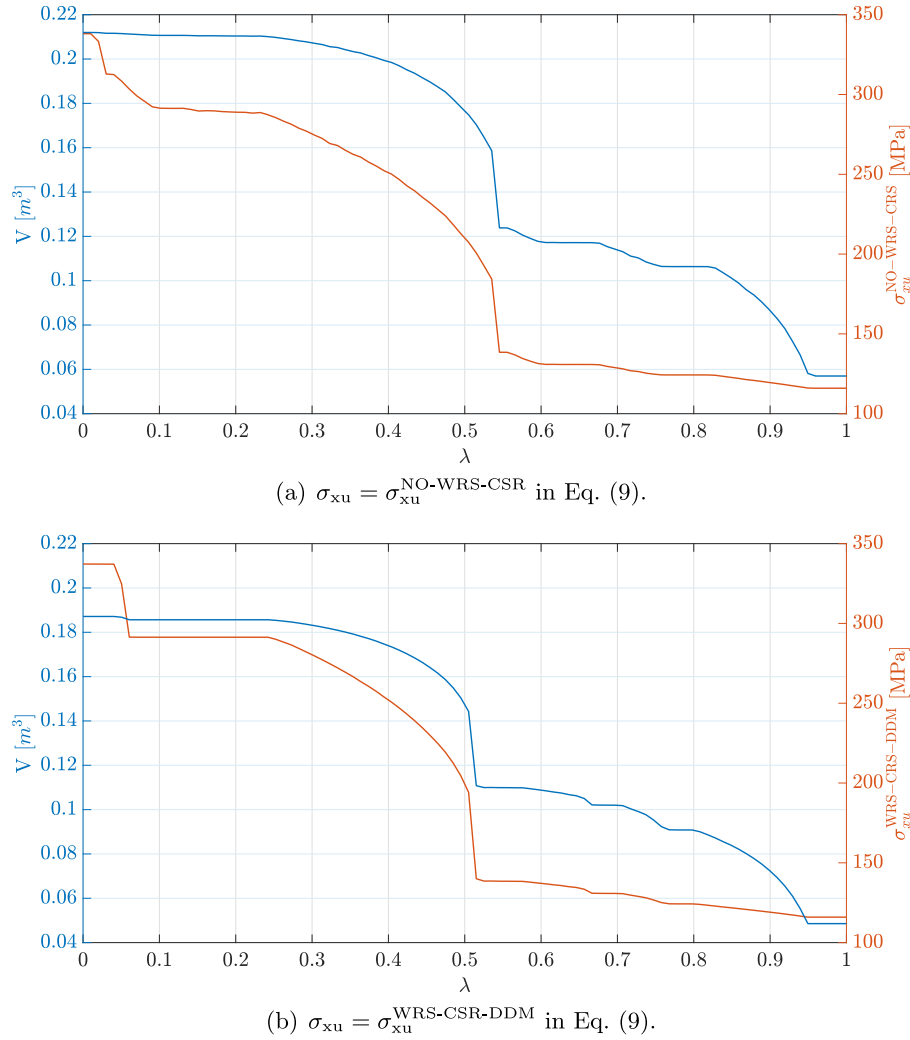 0.22 350
0.2 300
0.18
0.16 250
0.14
0.12 200
0.1
0.08 150
0.06
0.04 100
V [m³]
σ_xu^NO−WRS−CRS [MPa]
0 0.1 0.2 0.3 0.4 0.5 0.6 0.7 0.8 0.9 1
λ
(a) σ_xu = σ_xu^NO-WRS-CSR in Eq. (9).
0.22 350
0.2 300
0.18
0.16 250
0.14
0.12 200
0.1
0.08 150
0.06
0.04 100
V [m³]
σ_xu^WRS−CRS−DDM [MPa]
0 0.1 0.2 0.3 0.4 0.5 0.6 0.7 0.8 0.9 1
λ
(b) σ_xu = σ_xu^WRS-CSR-DDM in Eq. (9).